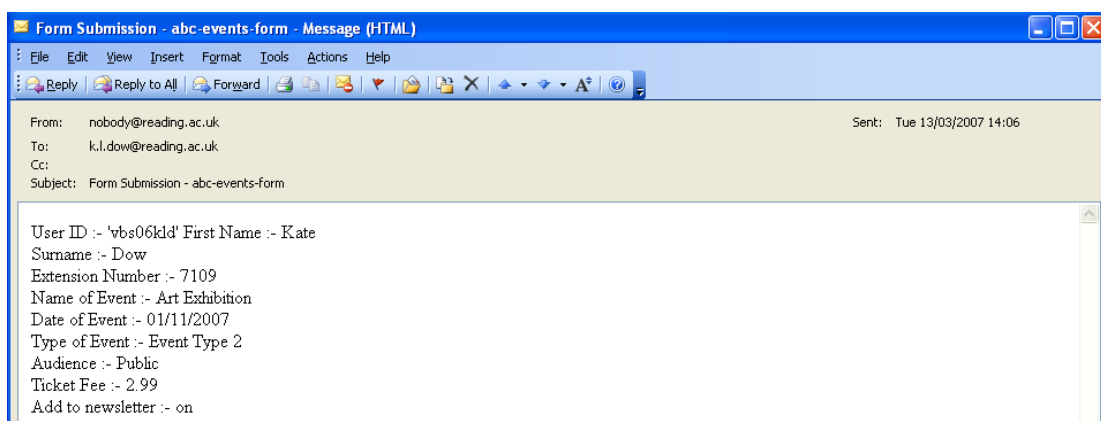 Form Submission - abc-events-form - Message (HTML)
File Edit View Insert Format Tools Actions Help
Reply Reply to All Forward A
From: nobody@reading.ac.uk Sent: Tue 13/03/2007 14:06
To: k.l.dow@reading.ac.uk
Cc:
Subject: Form Submission - abc-events-form
User ID :- 'vbs06kld' First Name :- Kate
Surname :- Dow
Extension Number :- 7109
Name of Event :- Art Exhibition
Date of Event :- 01/11/2007
Type of Event :- Event Type 2
Audience :- Public
Ticket Fee :- 2.99
Add to newsletter :- on